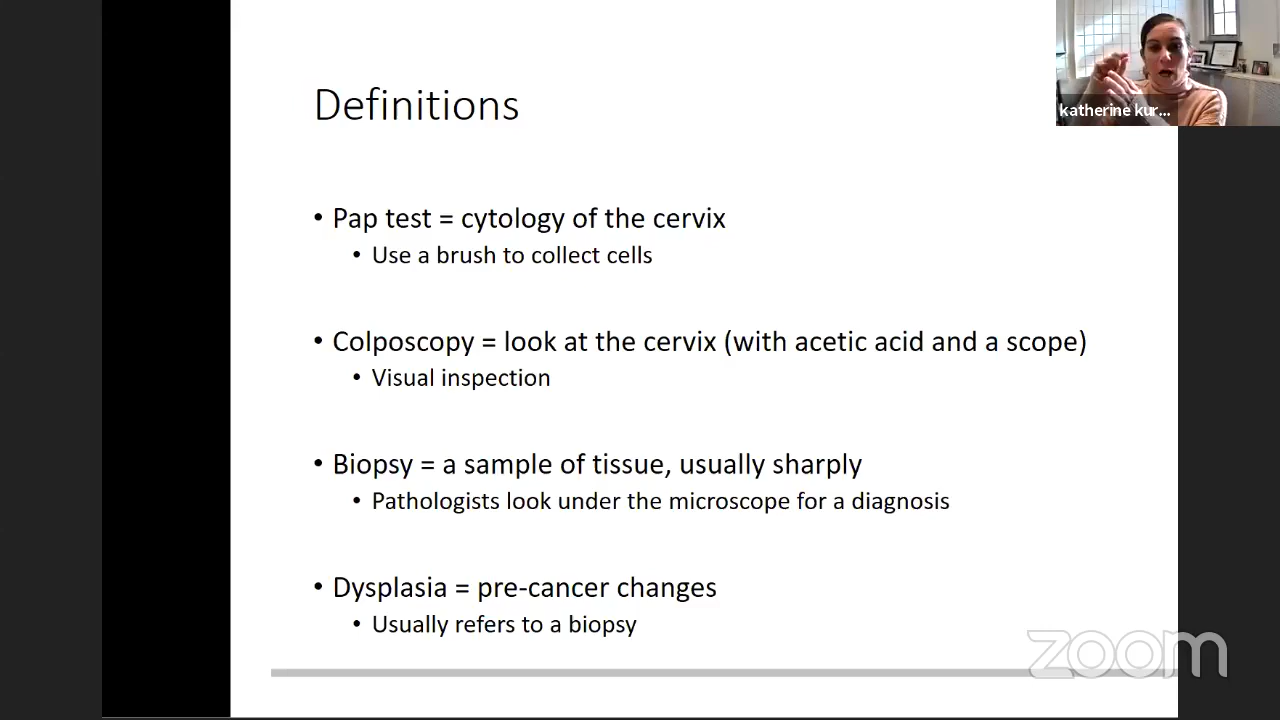 katherine kur...
Definitions
• Pap test = cytology of the cervix
• Use a brush to collect cells
• Colposcopy = look at the cervix (with acetic acid and a scope)
• Visual inspection
• Biopsy = a sample of tissue, usually sharply
• Pathologists look under the microscope for a diagnosis
• Dysplasia = pre-cancer changes
• Usually refers to a biopsy
zoom